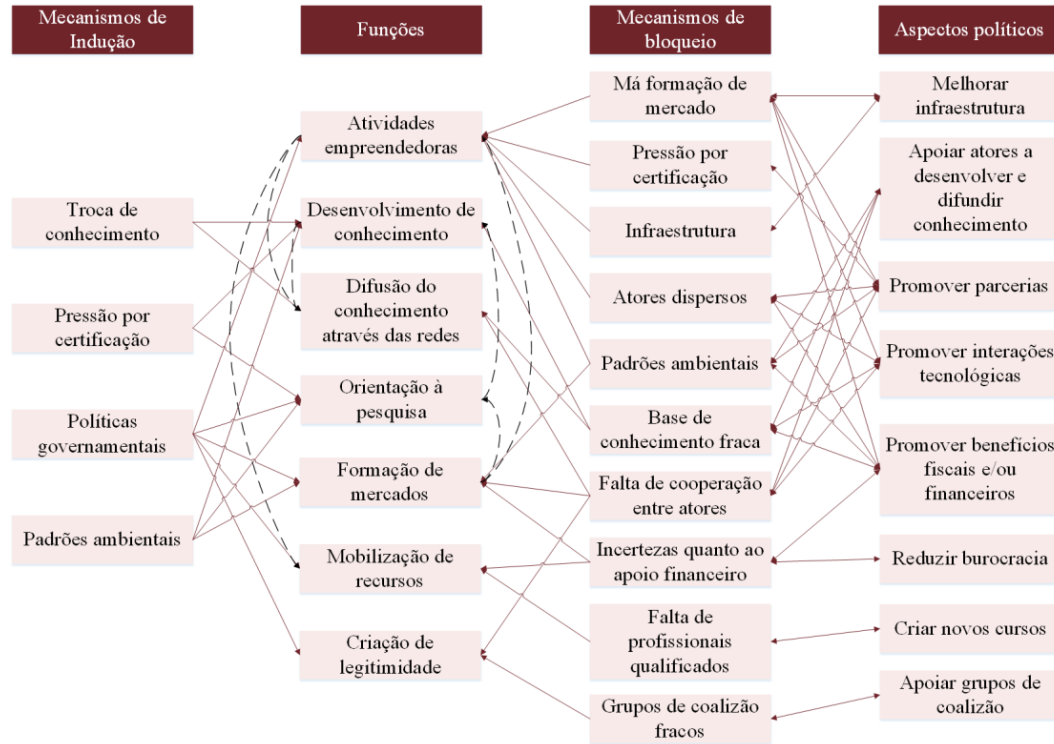 Mecanismos de
Indução
Troca de
conhecimento
Pressão por
certificação
Políticas
governamentais
Padrões ambientais
Funções
Atividades
empreendedoras
Desenvolvimento de
conhecimento
Difusão do
conhecimento
através das redes
Orientação à
pesquisa
Formação de
mercados
Mobilização de
recursos
Criação de
legitimidade
Mecanismos de
bloqueio
Má formação de
mercado
Pressão por
certificação
Infraestrutura
Atores dispersos
Padrões ambientais
Base de
conhecimento fraca
Falta de cooperação
entre atores
Incertezas quanto ao
apoio financeiro
Falta de
profissionais
qualificados
Grupos de coalizão
fracos
Aspectos políticos
Melhorar
infraestrutura
Apoiar atores a
desenvolver e
difundir
conhecimento
Promover parcerias
Promover interações
tecnológicas
Promover benefícios
fiscais e/ou
financeiros
Reduzir burocracia
Criar novos cursos
Apoiar grupos de
coalizão